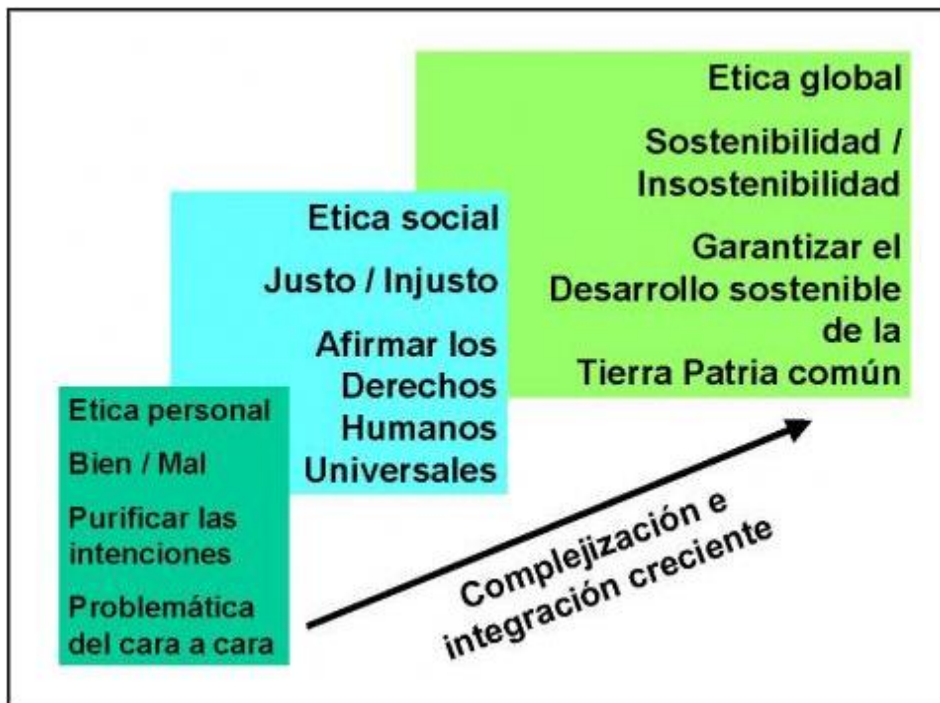 Etica global
Sostenibilidad /
Insostenibilidad
Garantizar el
Desarrollo sostenible
de la
Tierra Patria común
Etica social
Justo / Injusto
Afirmar los
Derechos
Humanos
Universales
Etica personal
Bien / Mal
Purificar las
intenciones
Problemática
del cara a cara
Complejización e
integración creciente